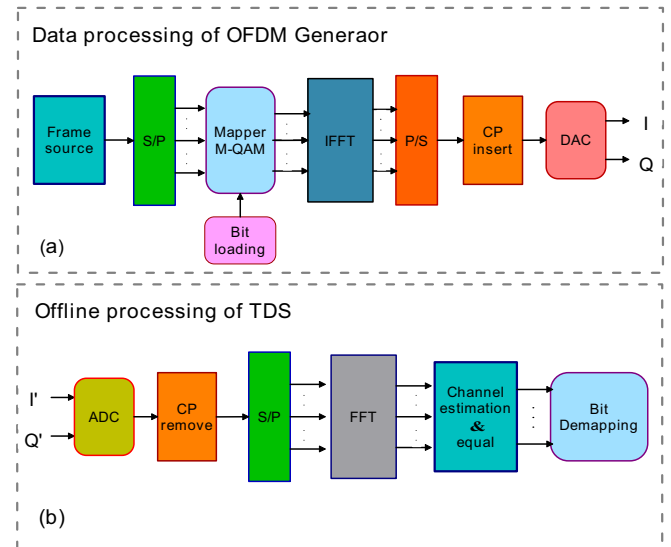 Data processing of OFDM Generaor
Frame
source
S/P
Mapper
M-QAM
IFFT
P/S
CP
insert
DAC
I
Q
Bit
loading
(a)
Offline processing of TDS
I'
Q'
ADC
CP
remove
S/P
FFT
Channel
estimation
&
equal
Bit
Demapping
(b)